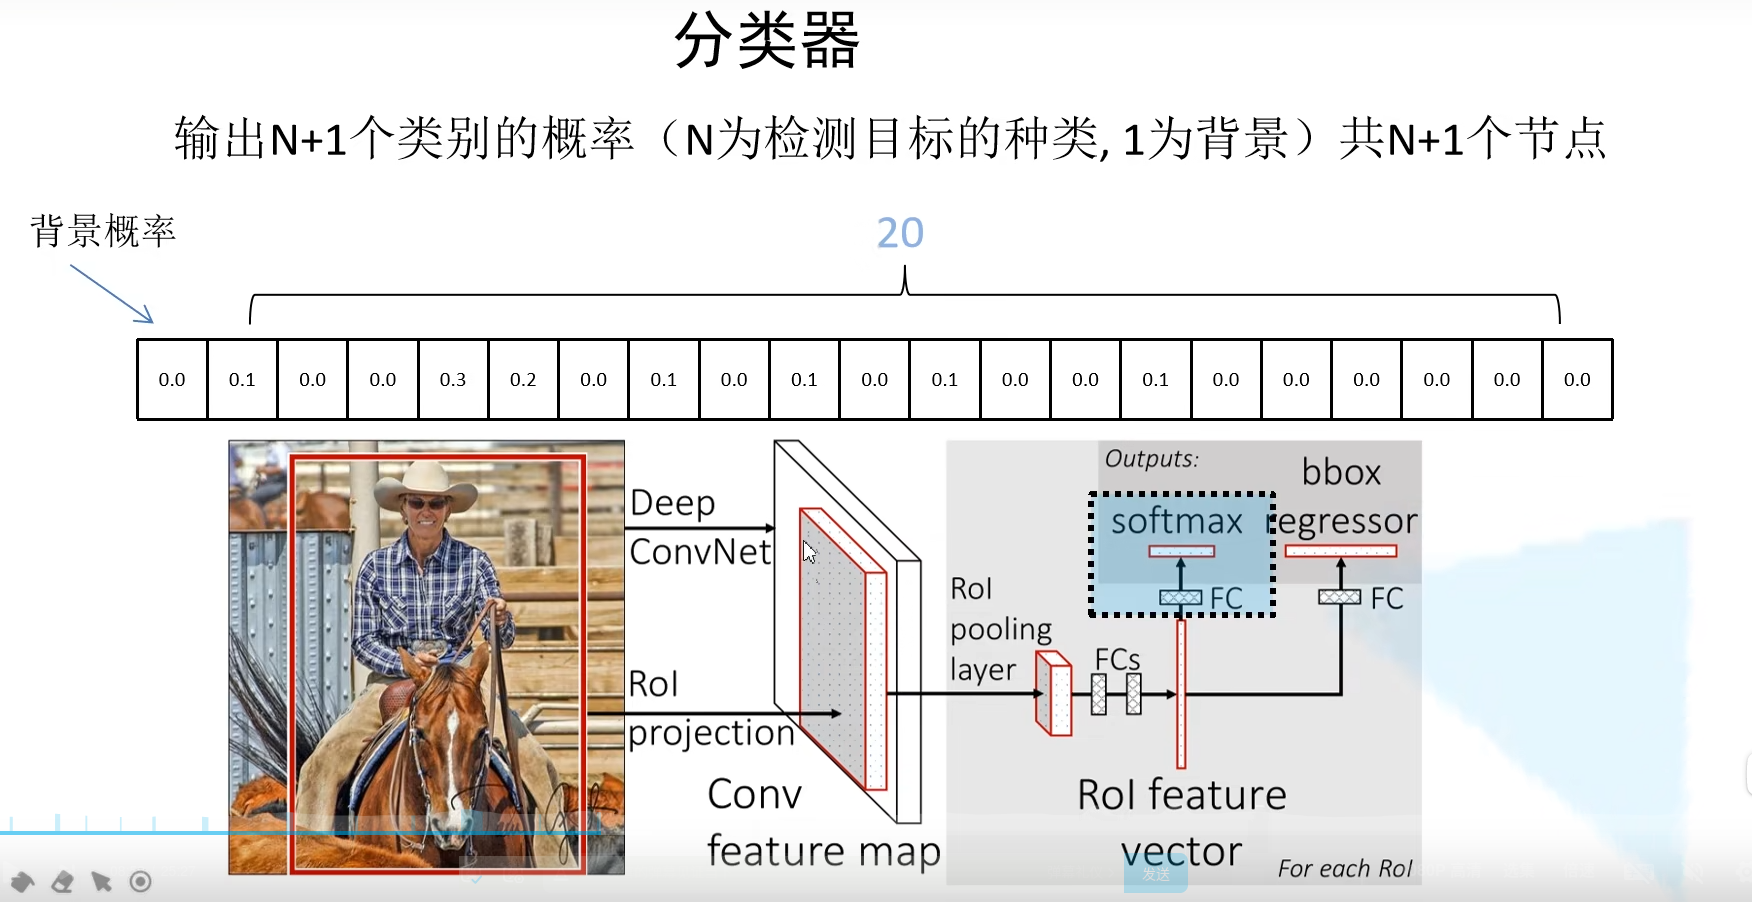 分类器
输出N+1个类别的概率（N为检测目标的种类, 1为背景）共N+1个节点
背景概率
20
0.0 0.1 0.0 0.0 0.3 0.2 0.0 0.1 0.0 0.1 0.0 0.1 0.0 0.0 0.1 0.0 0.0 0.0 0.0 0.0 0.0
Deep
ConvNet
RoI
projection
Conv
feature map
RoI
pooling
layer
FCs
Outputs:
softmax
FC
bbox
regressor
FC
RoI feature
vector
For each RoI
发送